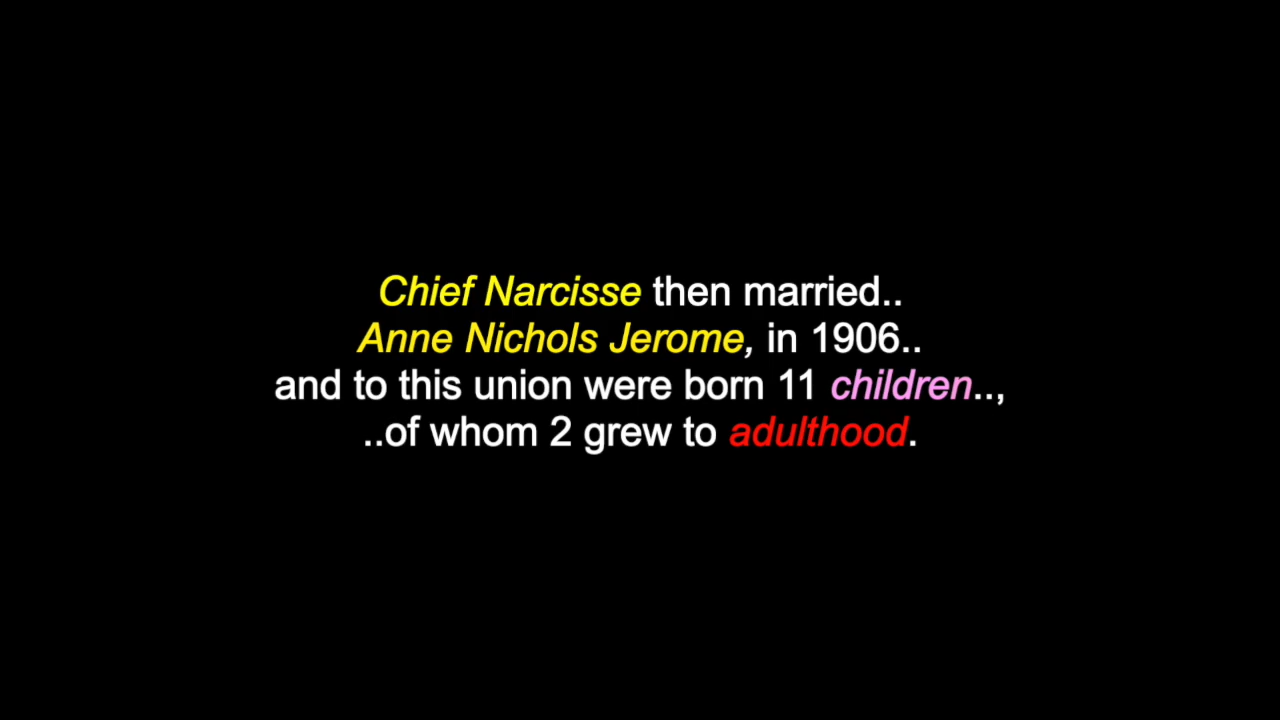 Chief Narcisse then married..
Anne Nichols Jerome, in 1906..
and to this union were born 11 children..,
..of whom 2 grew to adulthood.